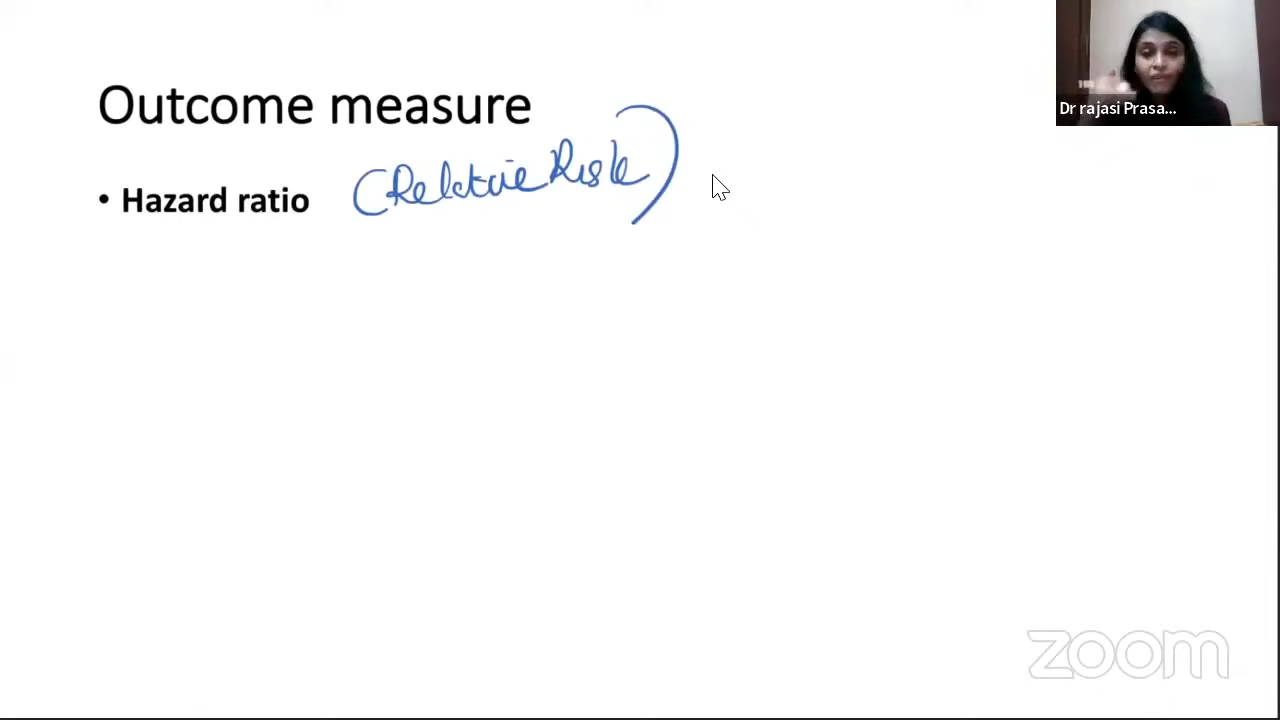 Outcome measure
• Hazard ratio (Relative Risk)
Dr rajasi Prasa...
zoom